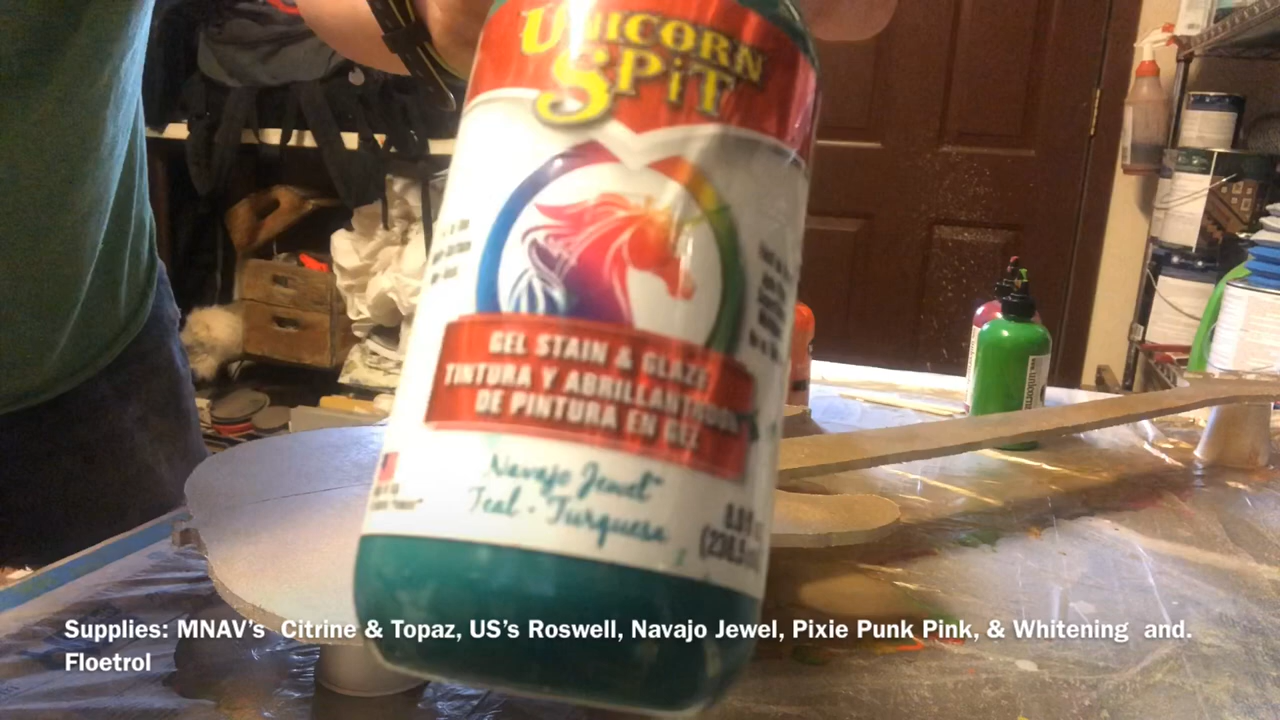 UNICORN
SPiT
GEL STAIN & GLAZE
TINTURA Y ABRILLANTADOR
DE PINTURA EN GEL
Navajo Jewel™
Teal · Turquesa
Supplies: MNAV's Citrine & Topaz, US's Roswell, Navajo Jewel, Pixie Punk Pink, & Whitening and.
Floetrol